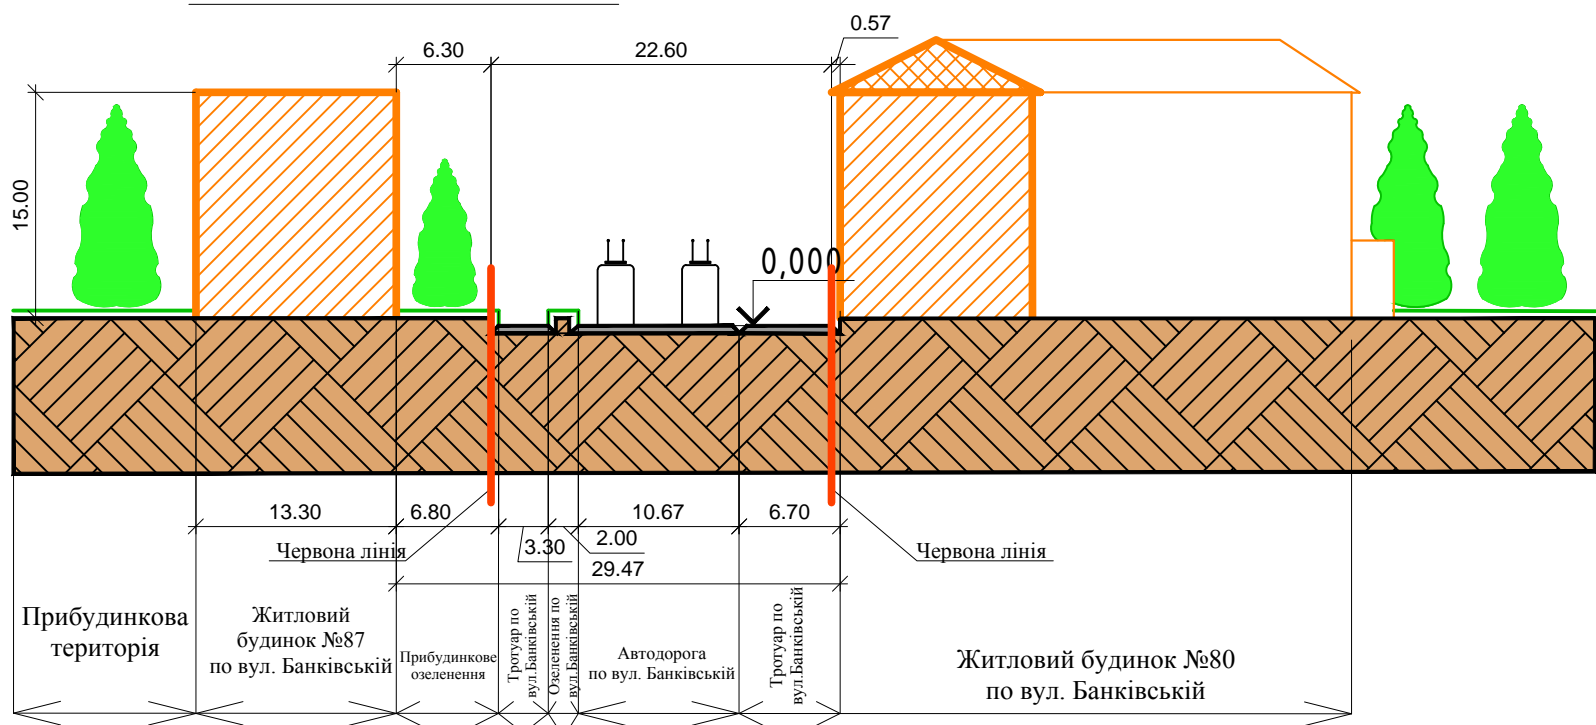 0.57
6.30
22.60
15.00
0,000
13.30
6.80
10.67
6.70
3.30
2.00
29.47
Червона лінія
Червона лінія
Прибудинкова
територія
Житловий
будинок №87
по вул. Банківській
Прибудинкове
озеленення
Тротуар по
вул.Банківській
Озеленення по
вул.Банківській
Автодорога
по вул. Банківській
Тротуар по
вул.Банківській
Житловий будинок №80
по вул. Банківській